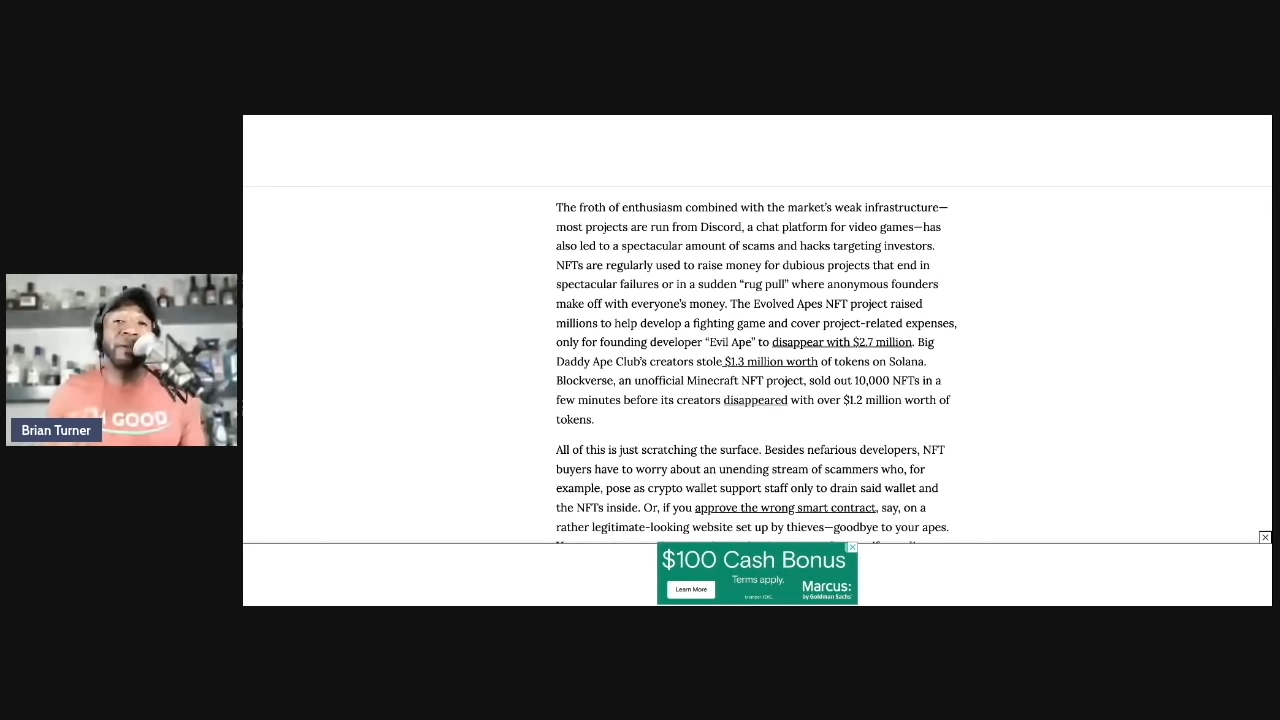 The froth of enthusiasm combined with the market's weak infrastructure—
most projects are run from Discord, a chat platform for video games—has
also led to a spectacular amount of scams and hacks targeting investors.
NFTs are regularly used to raise money for dubious projects that end in
spectacular failures or in a sudden “rug pull” where anonymous founders
make off with everyone's money. The Evolved Apes NFT project raised
millions to help develop a fighting game and cover project-related expenses,
only for founding developer “Evil Ape” to disappear with $2.7 million. Big
Daddy Ape Club's creators stole $1.3 million worth of tokens on Solana.
Blockverse, an unofficial Minecraft NFT project, sold out 10,000 NFTs in a
few minutes before its creators disappeared with over $1.2 million worth of
tokens.
All of this is just scratching the surface. Besides nefarious developers, NFT
buyers have to worry about an unending stream of scammers who, for
example, pose as crypto wallet support staff only to drain said wallet and
the NFTs inside. Or, if you approve the wrong smart contract, say, on a
rather legitimate-looking website set up by thieves—goodbye to your apes.
GOOD
Brian Turner
$100 Cash Bonus
Terms apply.
Learn More
Member FDIC.
Marcus:
by Goldman Sachs